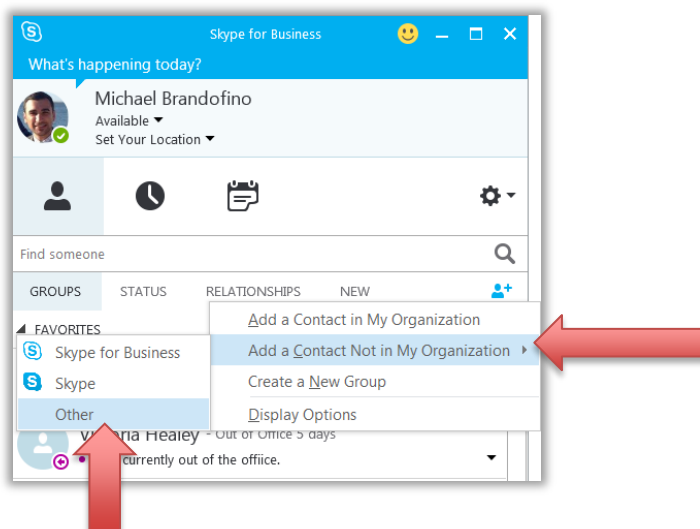 Skype for Business
What's happening today?
Michael Brandofino
Available
Set Your Location
Find someone
GROUPS STATUS RELATIONSHIPS NEW
FAVORITES
Add a Contact in My Organization
Add a Contact Not in My Organization
Create a New Group
Display Options
Skype for Business
Skype
Other
Healey - Out of Office 5 days
currently out of the offiice.